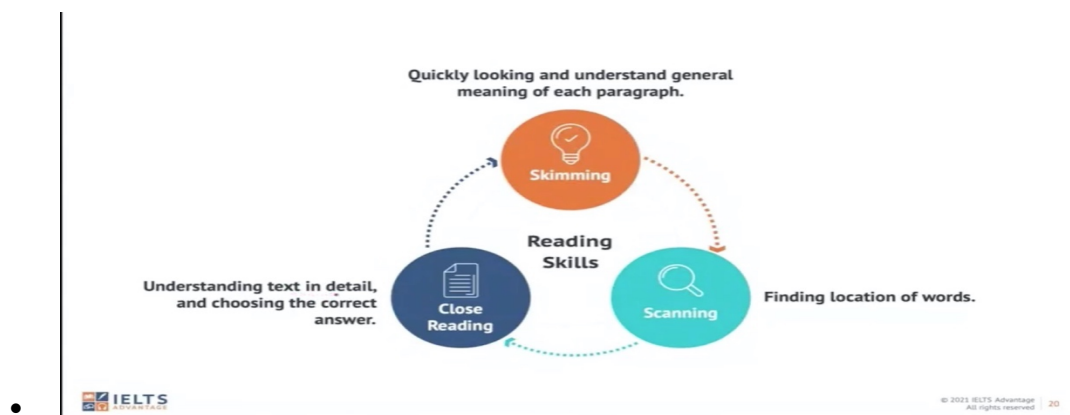 Quickly looking and understand general
meaning of each paragraph.
Skimming
Reading
Skills
Understanding text in detail,
and choosing the correct
answer.
Close
Reading
Scanning
Finding location of words.
IELTS
ADVANTAGE
© 2021 IELTS Advantage
All rights reserved
20